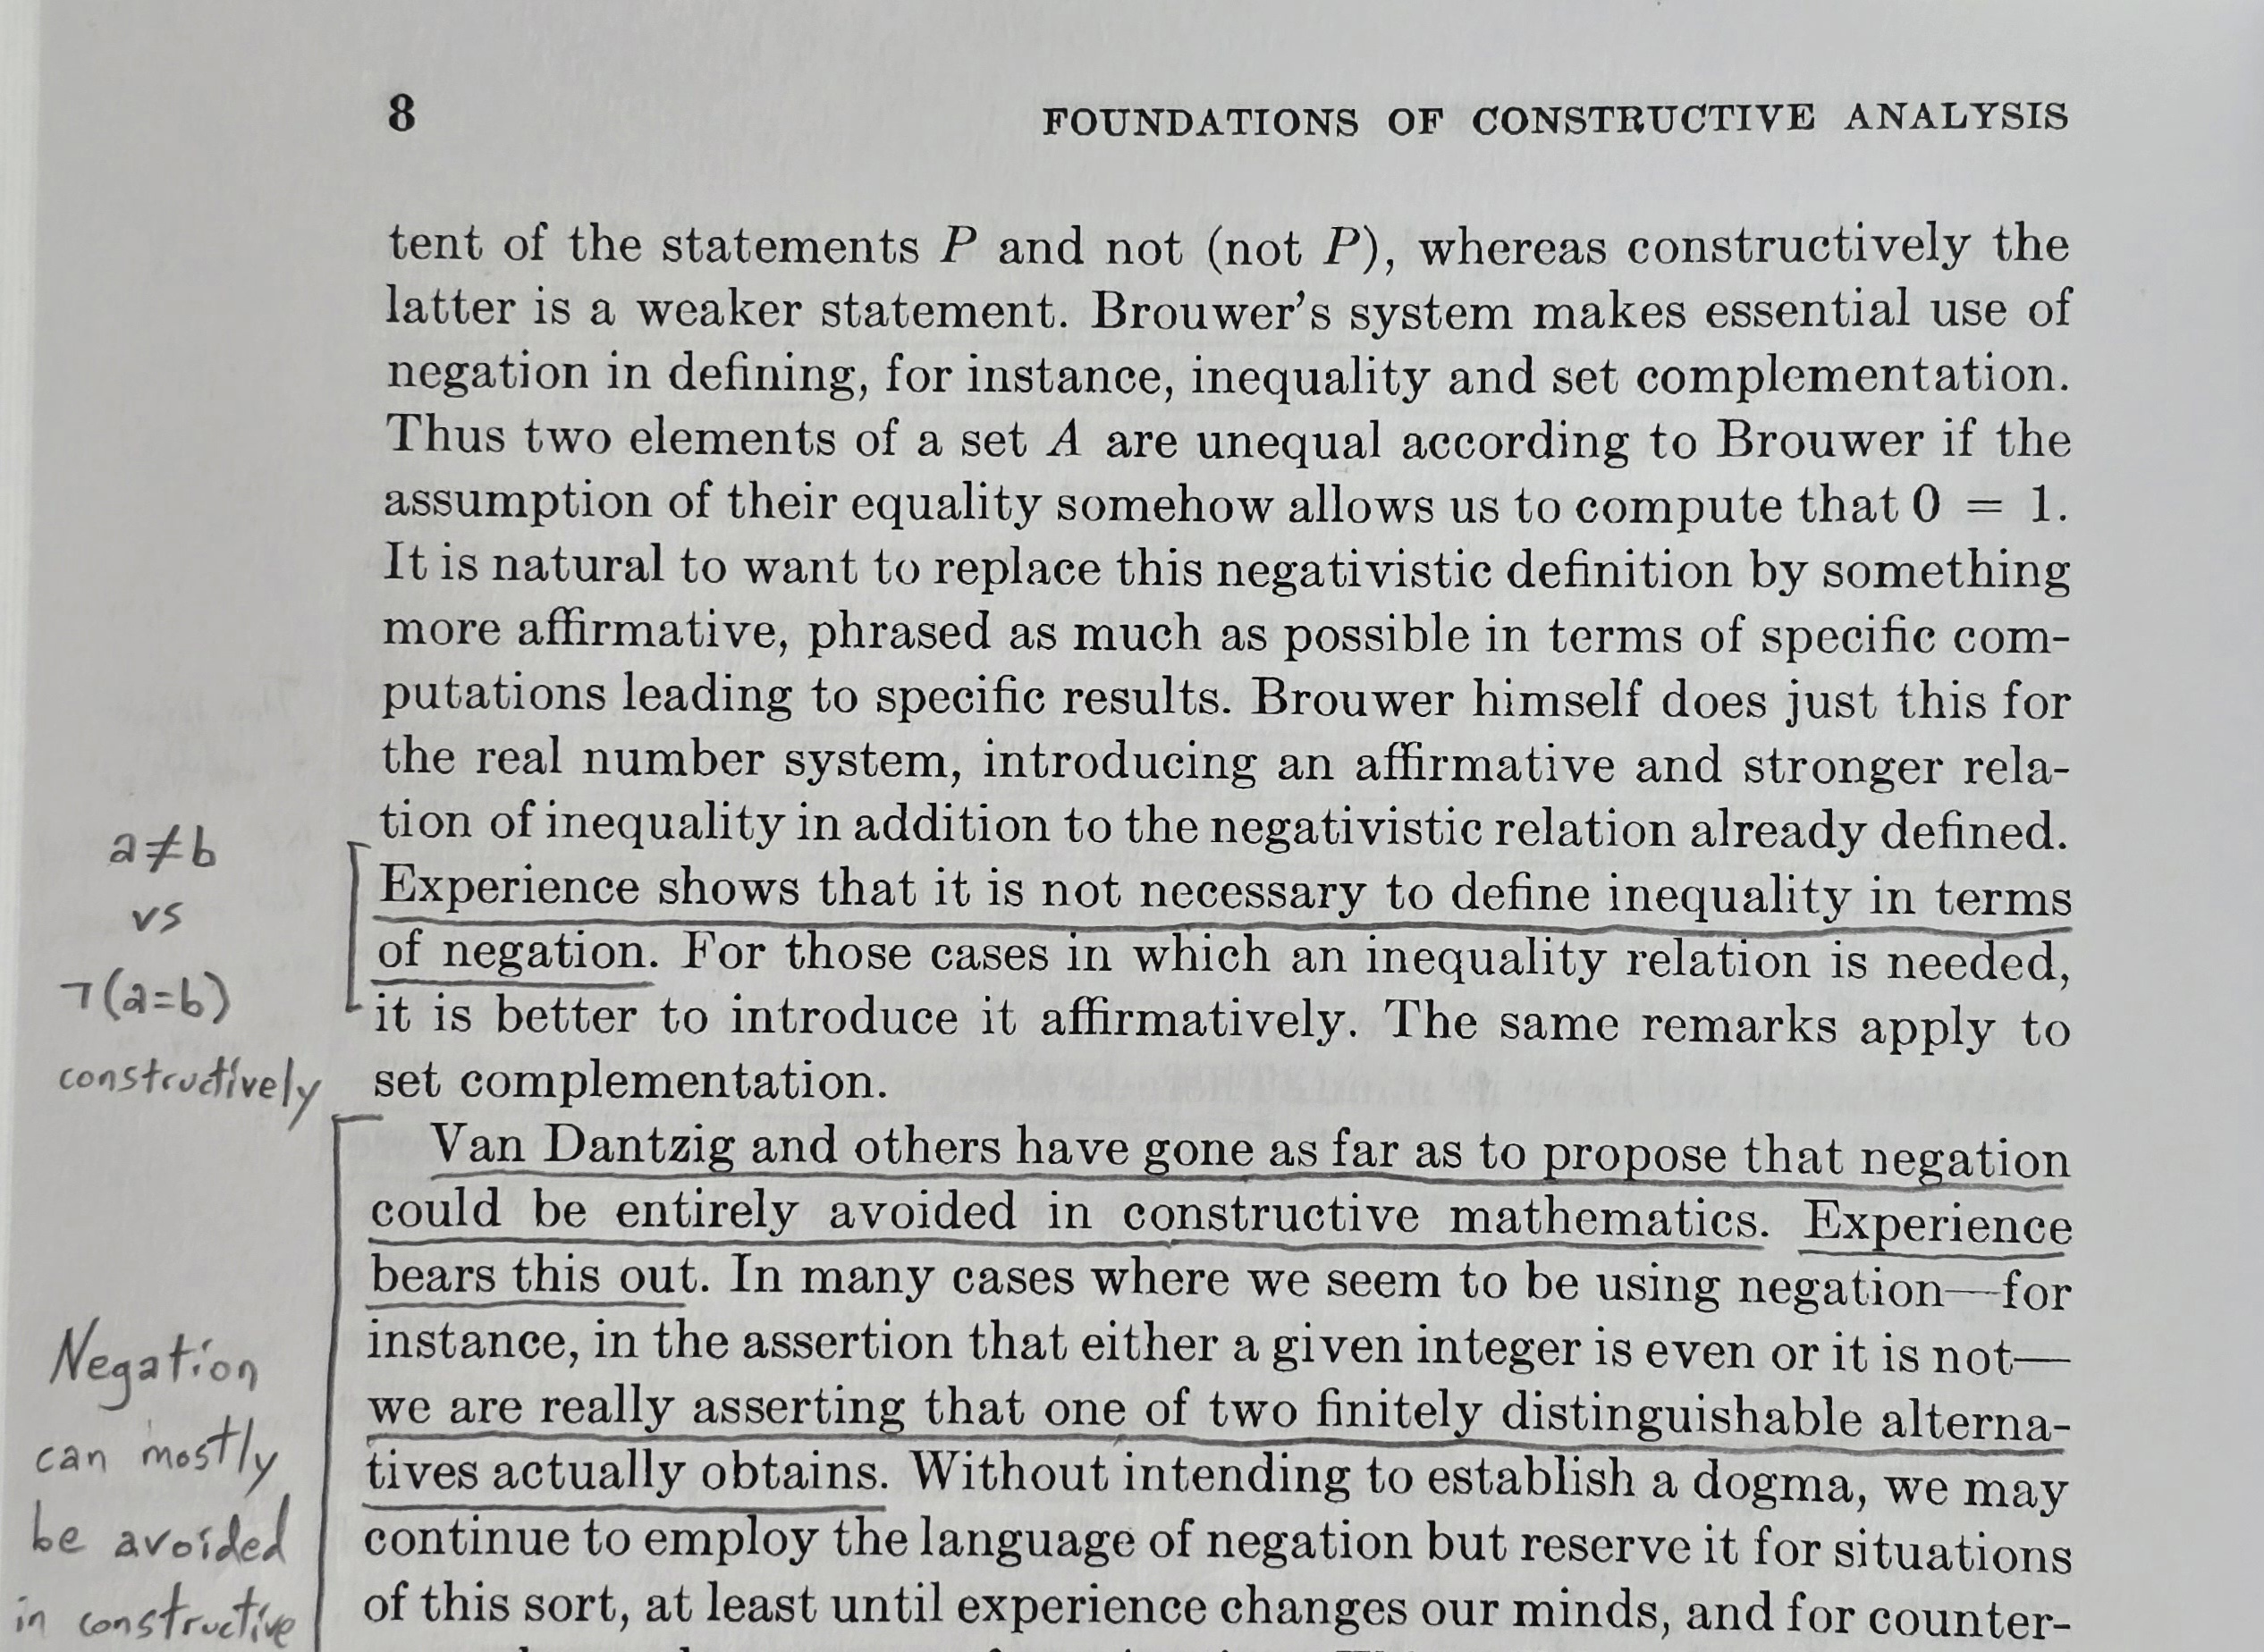 8 FOUNDATIONS OF CONSTRUCTIVE ANALYSIS
tent of the statements P and not (not P), whereas constructively the
latter is a weaker statement. Brouwer's system makes essential use of
negation in defining, for instance, inequality and set complementation.
Thus two elements of a set A are unequal according to Brouwer if the
assumption of their equality somehow allows us to compute that 0 = 1.
It is natural to want to replace this negativistic definition by something
more affirmative, phrased as much as possible in terms of specific com-
putations leading to specific results. Brouwer himself does just this for
the real number system, introducing an affirmative and stronger rela-
tion of inequality in addition to the negativistic relation already defined.
Experience shows that it is not necessary to define inequality in terms
of negation. For those cases in which an inequality relation is needed,
it is better to introduce it affirmatively. The same remarks apply to
set complementation.
Van Dantzig and others have gone as far as to propose that negation
could be entirely avoided in constructive mathematics. Experience
bears this out. In many cases where we seem to be using negation—for
instance, in the assertion that either a given integer is even or it is not—
we are really asserting that one of two finitely distinguishable alterna-
tives actually obtains. Without intending to establish a dogma, we may
continue to employ the language of negation but reserve it for situations
of this sort, at least until experience changes our minds, and for counter-
a≠b
vs
¬(a=b)
constructively
Negation
can mostly
be avoided
in constructive